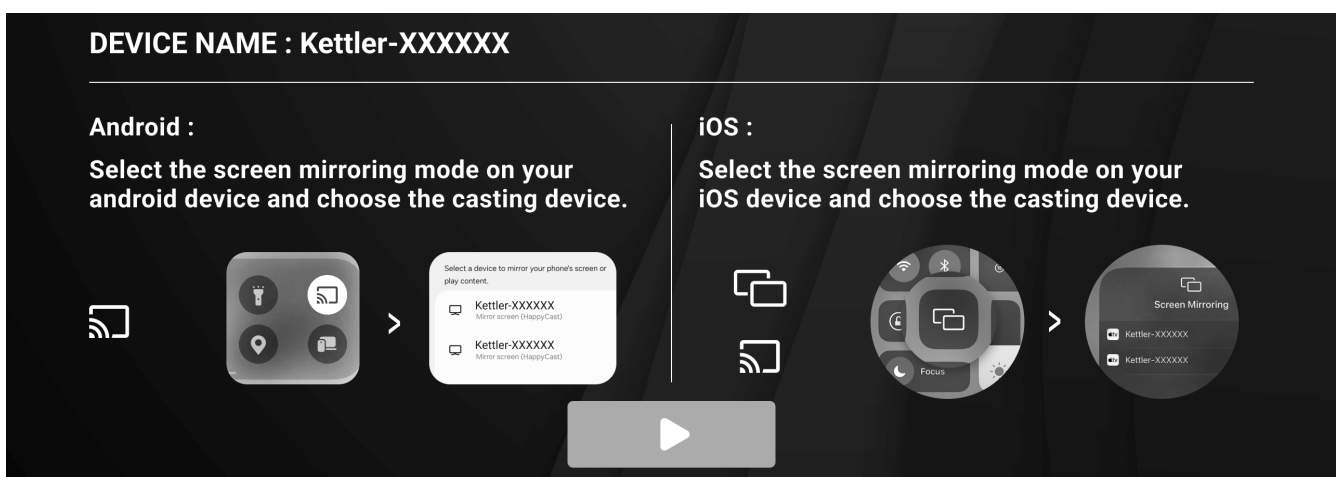 DEVICE NAME : Kettler-XXXXXX
Android :
Select the screen mirroring mode on your
android device and choose the casting device.
Select a device to mirror your phone's screen or
play content.
Kettler-XXXXXX
Mirror screen (HappyCast)
Kettler-XXXXXX
Mirror screen (HappyCast)
iOS :
Select the screen mirroring mode on your
iOS device and choose the casting device.
Focus
Screen Mirroring
tv Kettler-XXXXXX
tv Kettler-XXXXXX